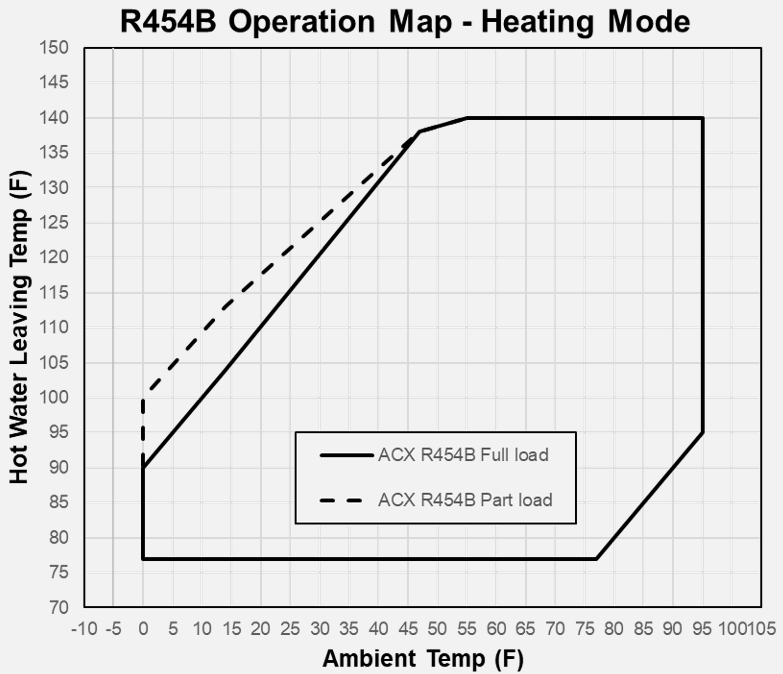 R454B Operation Map - Heating Mode
150
145
140
135
130
125
120
115
110
105
100
95
90
85
80
75
70
Hot Water Leaving Temp (F)
ACX R454B Full load
ACX R454B Part load
-10 -5 0 5 10 15 20 25 30 35 40 45 50 55 60 65 70 75 80 85 90 95 100 105
Ambient Temp (F)